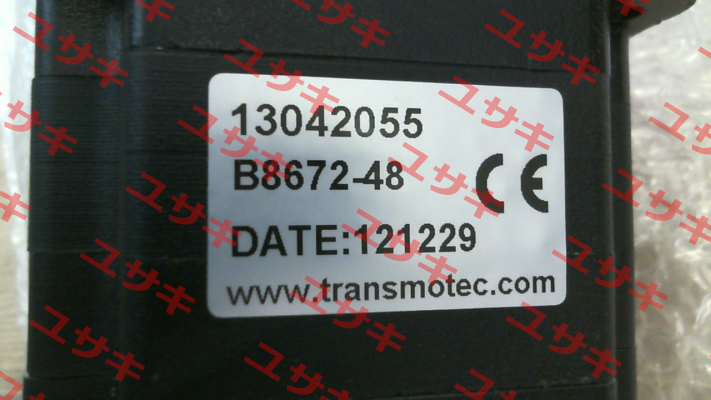 13042055
B8672-48
CE
DATE:121229
www.transmotec.com
ユサキ